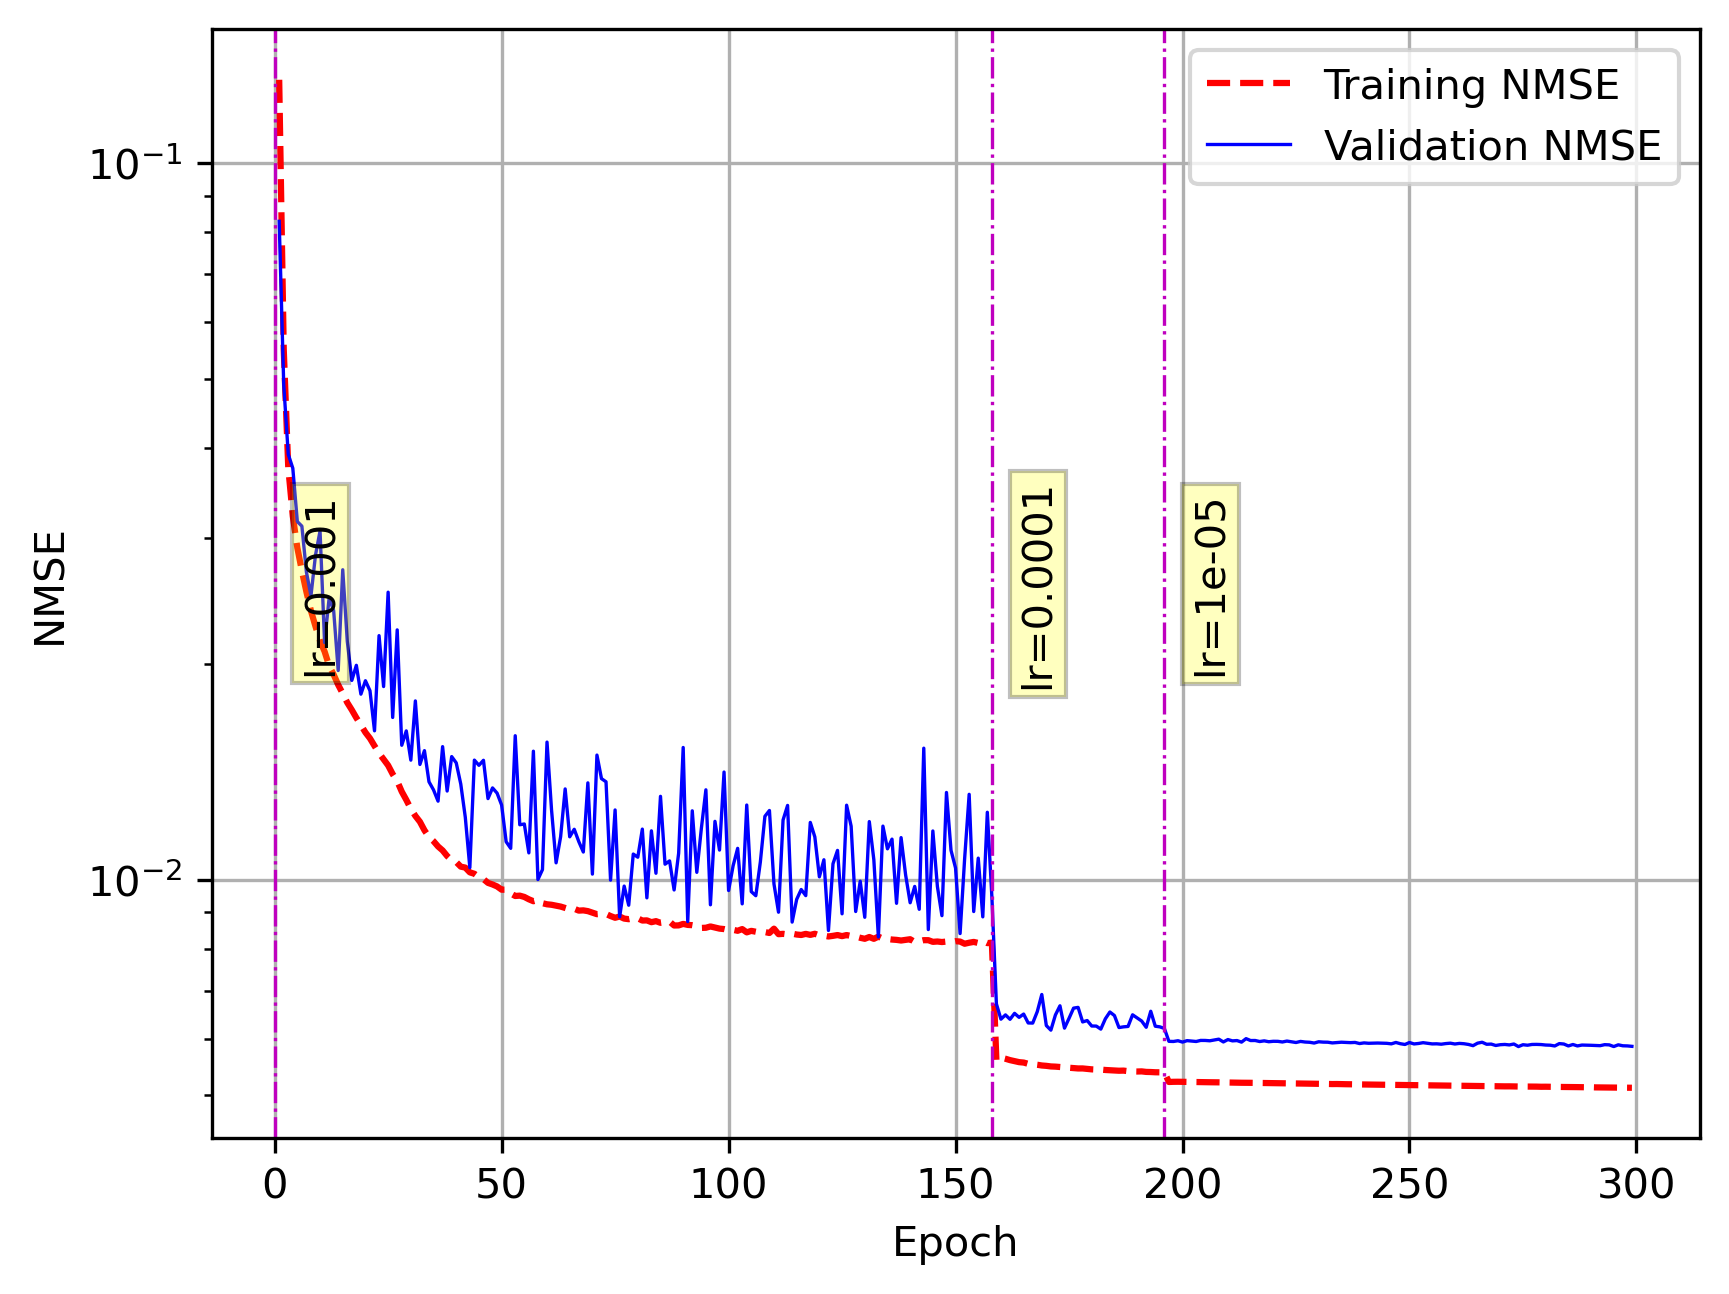 Training NMSE
Validation NMSE
10⁻¹
10⁻²
NMSE
lr=0.001
lr=0.0001
lr=1e-05
0 50 100 150 200 250 300
Epoch